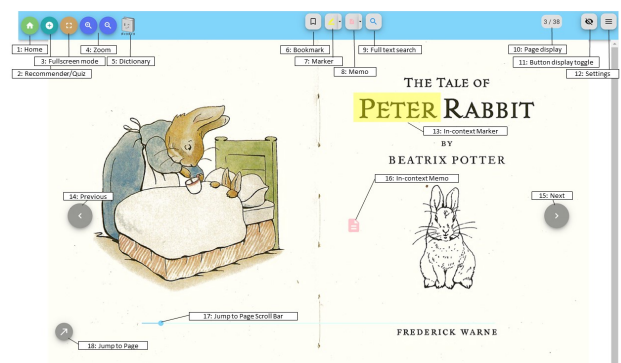 3 / 38
1: Home
2: Recommender/Quiz
3: Fullscreen mode
4: Zoom
5: Dictionary
6: Bookmark
7: Marker
8: Memo
9: Full text search
10: Page display
11: Button display toggle
12: Settings
THE TALE OF
PETER RABBIT
13: In-context Marker
BY
BEATRIX POTTER
16: In-context Memo
14: Previous
15: Next
17: Jump to Page Scroll Bar
FREDERICK WARNE
18: Jump to Page